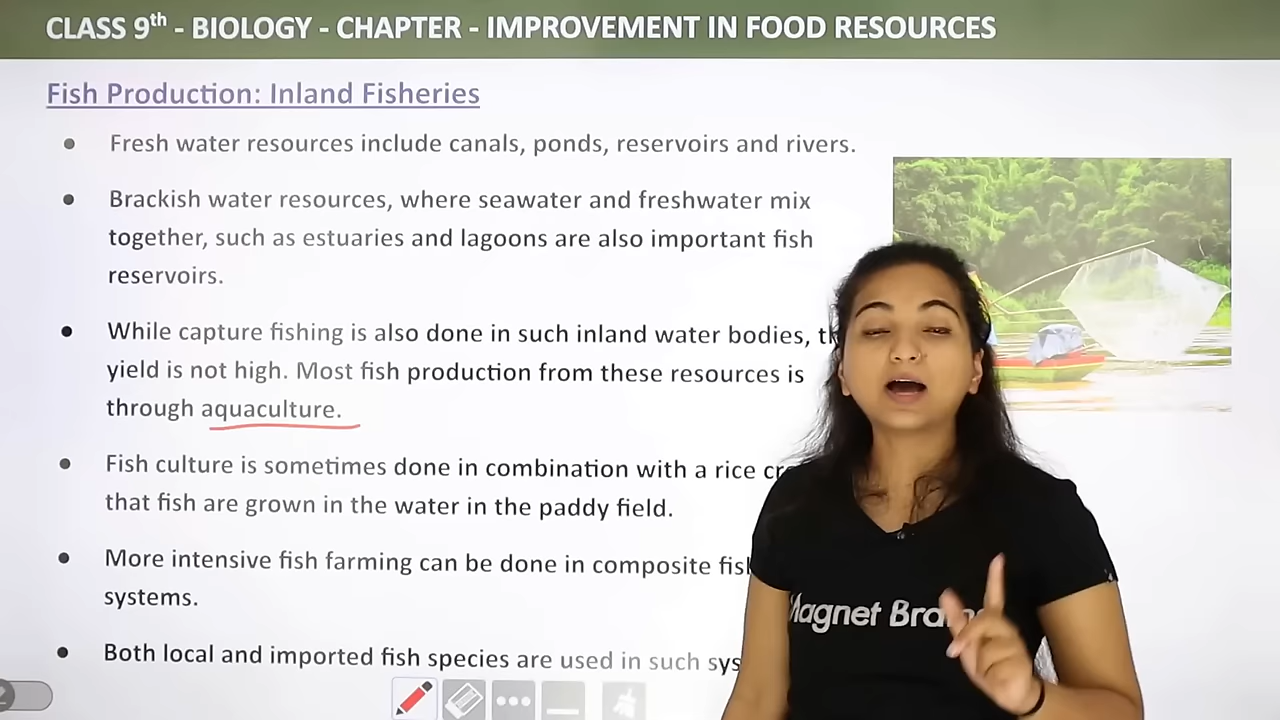 CLASS 9th - BIOLOGY - CHAPTER - IMPROVEMENT IN FOOD RESOURCES
Fish Production: Inland Fisheries
• Fresh water resources include canals, ponds, reservoirs and rivers.
• Brackish water resources, where seawater and freshwater mix
together, such as estuaries and lagoons are also important fish
reservoirs.
• While capture fishing is also done in such inland water bodies,
yield is not high. Most fish production from these resources is
through aquaculture.
• Fish culture is sometimes done in combination with a rice
that fish are grown in the water in the paddy field.
• More intensive fish farming can be done in composite
systems.
• Both local and imported fish species are used in such
Magnet